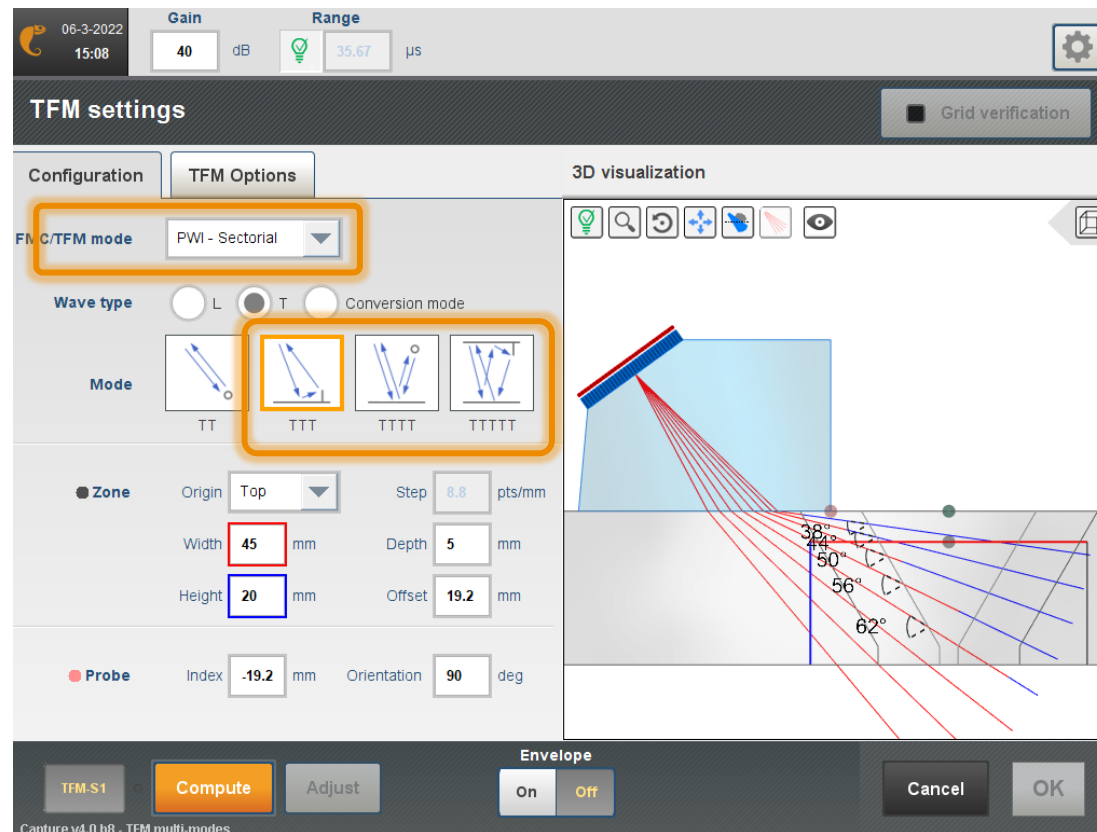 06-3-2022
15:08
Gain
40 dB
Range
35.67 µs
TFM settings
Grid verification
Configuration
TFM Options
3D visualization
FMC/TFM mode PWI - Sectorial
Wave type L T Conversion mode
Mode
TT TTT TTTT TTTTT
Zone Origin Top Step 8.8 pts/mm
Width 45 mm Depth 5 mm
Height 20 mm Offset 19.2 mm
Probe Index -19.2 mm Orientation 90 deg
38°
44°
50°
56°
62°
Envelope
TFM-S1 Compute Adjust On Off Cancel OK
Capture v4.0 b8 - TFM multi-modes